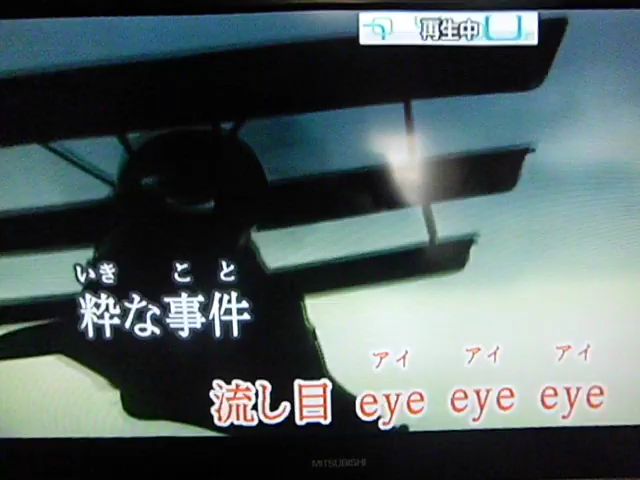 再生中
いき こ と
粋な事件
アイ アイ アイ
流し目 eye eye eye
MITSUBISHI